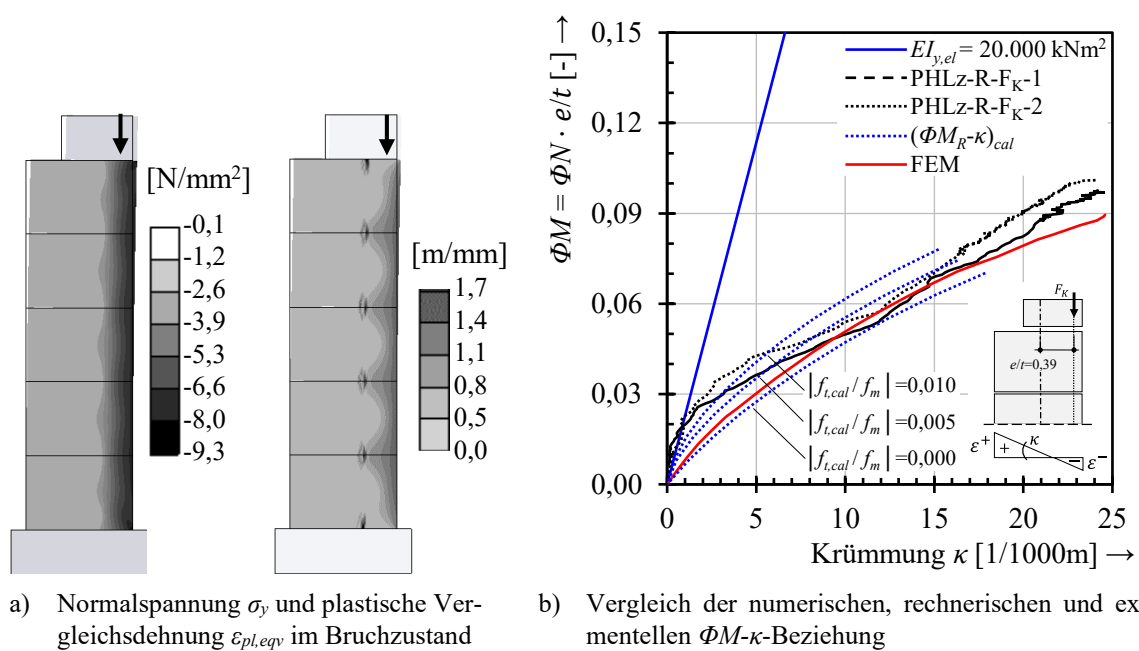 [N/mm²]
-0,1
-1,2
-2,6
-3,9
-5,3
-6,6
-8,0
-9,3
[m/mm]
1,7
1,4
1,1
0,8
0,5
0,0
a) Normalspannung σy und plastische Ver-
gleichsdehnung εpl,eqv im Bruchzustand
ΦM = ΦN · e/t [-] →
0,15
0,12
0,09
0,06
0,03
0,00
EIy,el = 20.000 kNm²
PHLz-R-FK-1
PHLz-R-FK-2
(ΦMR-κ)cal
FEM
FK
e/t=0,39
|ft,cal / fm| =0,010
|ft,cal / fm| =0,005
|ft,cal / fm| =0,000
ε⁺ + κ − ε⁻
0 5 10 15 20 25
Krümmung κ [1/1000m] →
b) Vergleich der numerischen, rechnerischen und ex
mentellen ΦM-κ-Beziehung